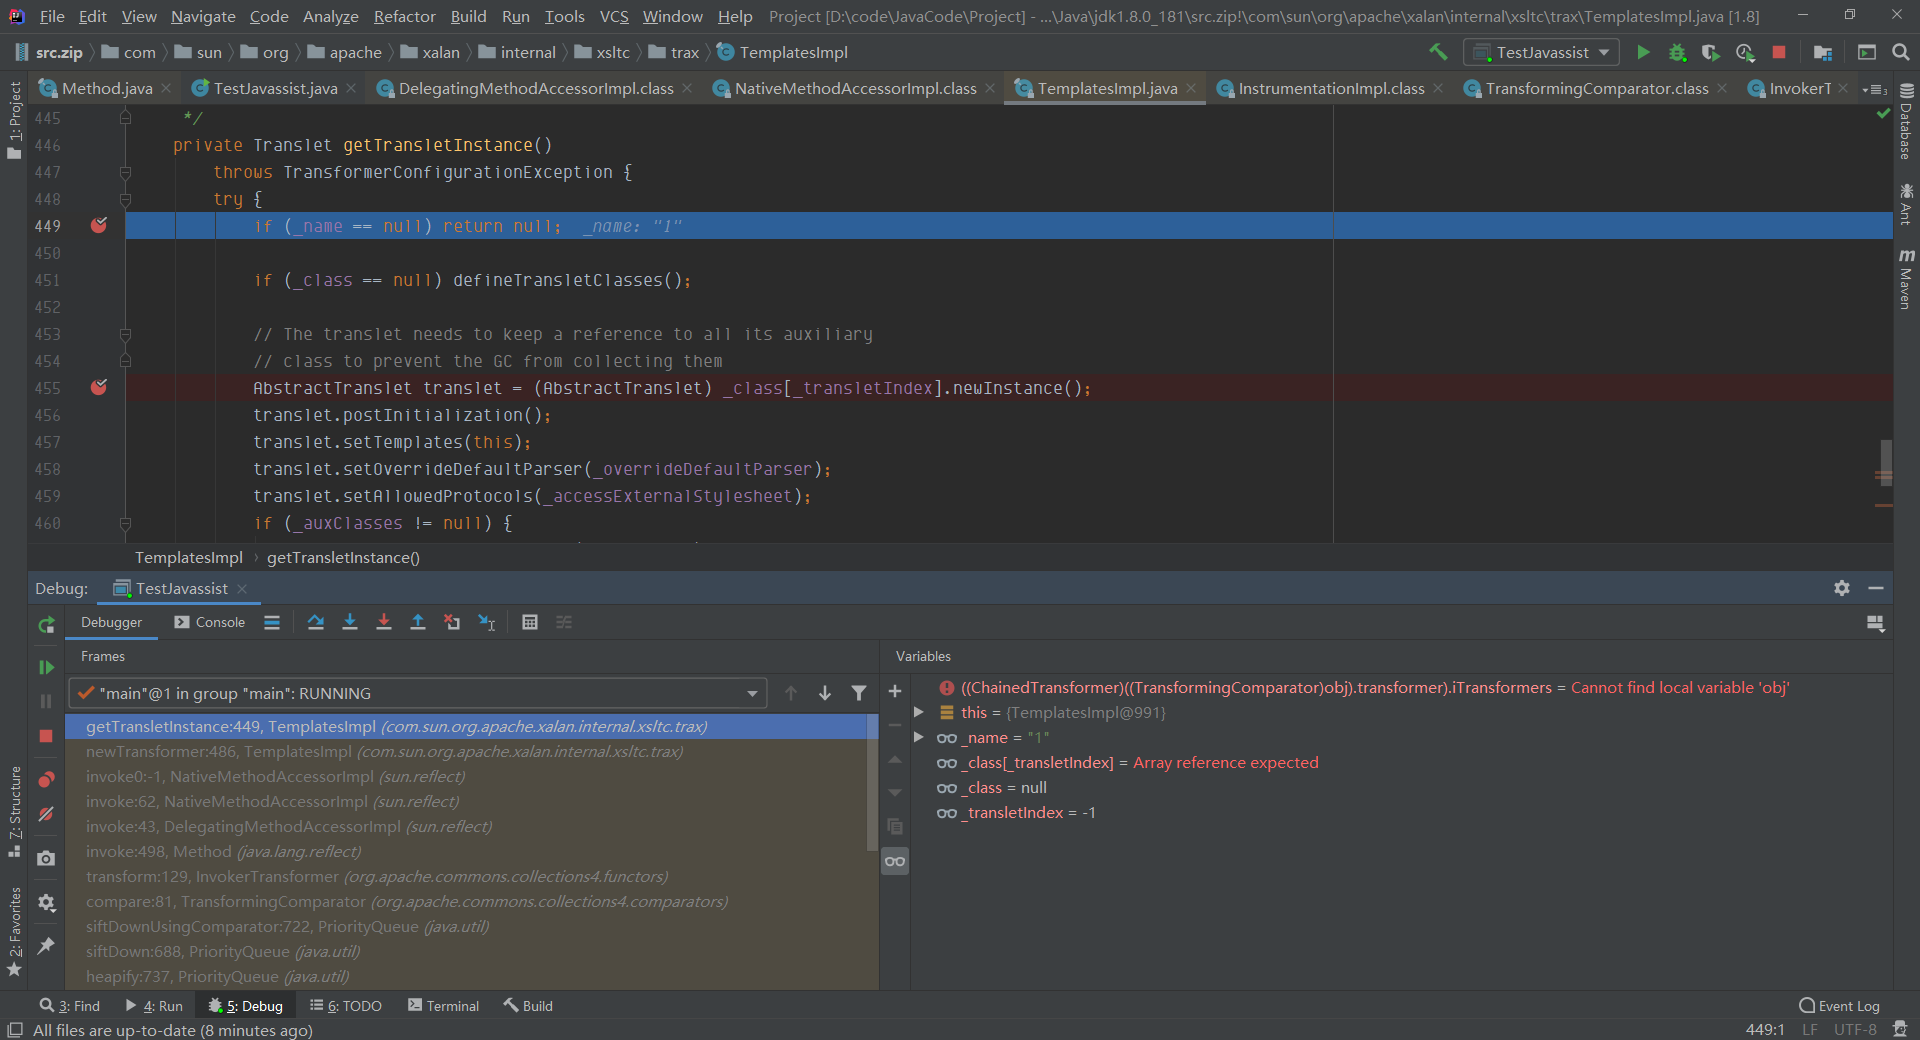 File Edit View Navigate Code Analyze Refactor Build Run Tools VCS Window Help Project [D:\code\JavaCode\Project] - ...\Java\jdk1.8.0_181\src.zip!\com\sun\org\apache\xalan\internal\xsltc\trax\TemplatesImpl.java [1.8]
src.zip com sun org apache xalan internal xsltc trax TemplatesImpl TestJavassist
Method.java TestJavassist.java DelegatingMethodAccessorImpl.class NativeMethodAccessorImpl.class TemplatesImpl.java InstrumentationImpl.class TransformingComparator.class InvokerT
1: Project
Database
Ant
Maven
445 */
446 private Translet getTransletInstance()
447 throws TransformerConfigurationException {
448 try {
449 if (_name == null) return null; _name: "1"
450
451 if (_class == null) defineTransletClasses();
452
453 // The translet needs to keep a reference to all its auxiliary
454 // class to prevent the GC from collecting them
455 AbstractTranslet translet = (AbstractTranslet) _class[_transletIndex].newInstance();
456 translet.postInitialization();
457 translet.setTemplates(this);
458 translet.setOverrideDefaultParser(_overrideDefaultParser);
459 translet.setAllowedProtocols(_accessExternalStylesheet);
460 if (_auxClasses != null) {
TemplatesImpl › getTransletInstance()
Debug: TestJavassist
Debugger Console
Frames
"main"@1 in group "main": RUNNING
getTransletInstance:449, TemplatesImpl (com.sun.org.apache.xalan.internal.xsltc.trax)
newTransformer:486, TemplatesImpl (com.sun.org.apache.xalan.internal.xsltc.trax)
invoke0:-1, NativeMethodAccessorImpl (sun.reflect)
invoke:62, NativeMethodAccessorImpl (sun.reflect)
invoke:43, DelegatingMethodAccessorImpl (sun.reflect)
invoke:498, Method (java.lang.reflect)
transform:129, InvokerTransformer (org.apache.commons.collections4.functors)
compare:81, TransformingComparator (org.apache.commons.collections4.comparators)
siftDownUsingComparator:722, PriorityQueue (java.util)
siftDown:688, PriorityQueue (java.util)
heapify:737, PriorityQueue (java.util)
Variables
((ChainedTransformer)((TransformingComparator)obj).transformer).iTransformers = Cannot find local variable 'obj'
this = {TemplatesImpl@991}
_name = "1"
_class[_transletIndex] = Array reference expected
_class = null
_transletIndex = -1
7: Structure
2: Favorites
3: Find 4: Run 5: Debug 6: TODO Terminal Build Event Log
All files are up-to-date (8 minutes ago) 449:1 LF UTF-8